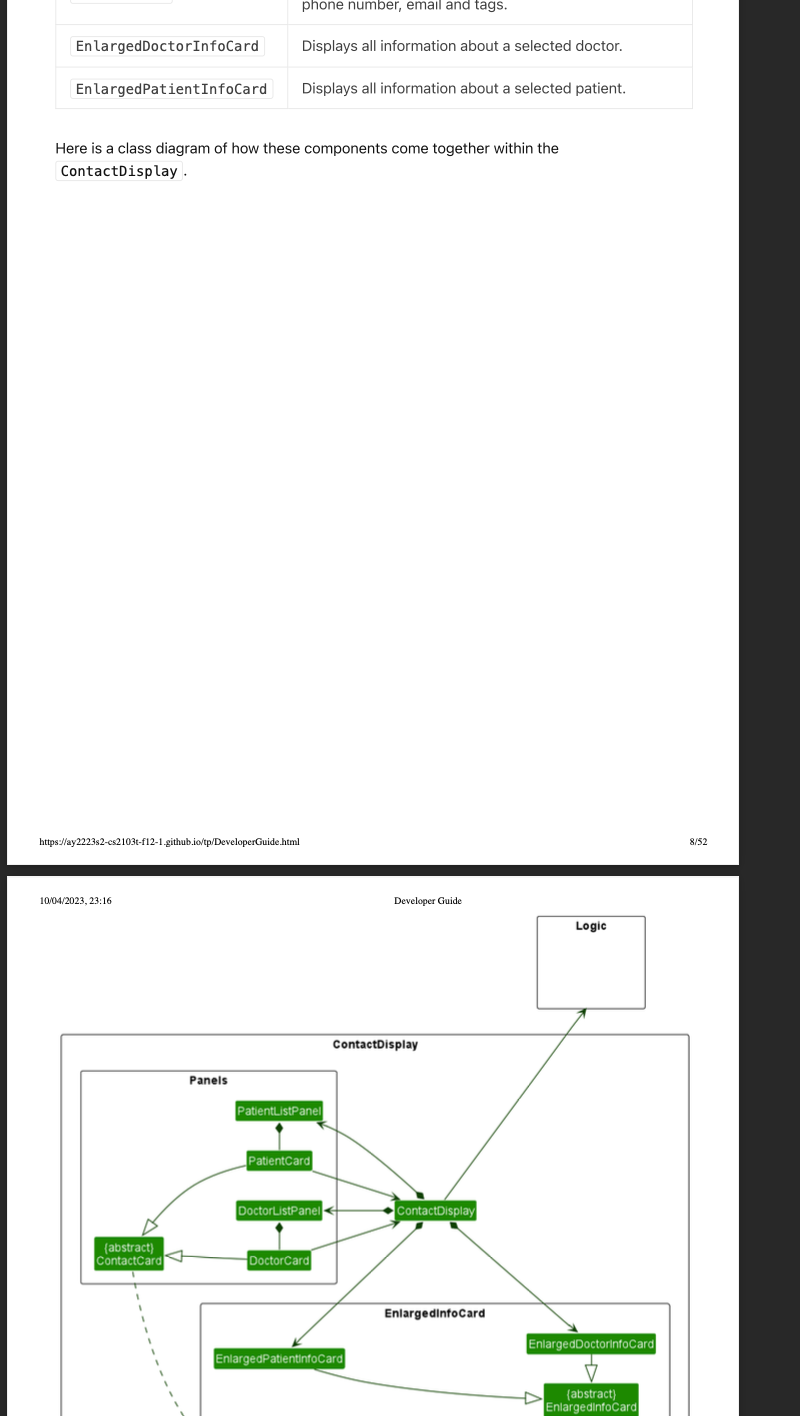 phone number, email and tags.
EnlargedDoctorInfoCard Displays all information about a selected doctor.
EnlargedPatientInfoCard Displays all information about a selected patient.
Here is a class diagram of how these components come together within the
ContactDisplay .
https://ay2223s2-cs2103t-f12-1.github.io/tp/DeveloperGuide.html 8/52
10/04/2023, 23:16 Developer Guide
Logic
ContactDisplay
Panels
PatientListPanel
PatientCard
DoctorListPanel
ContactDisplay
{abstract}
ContactCard
DoctorCard
EnlargedInfoCard
EnlargedDoctorInfoCard
EnlargedPatientInfoCard
{abstract}
EnlargedInfoCard